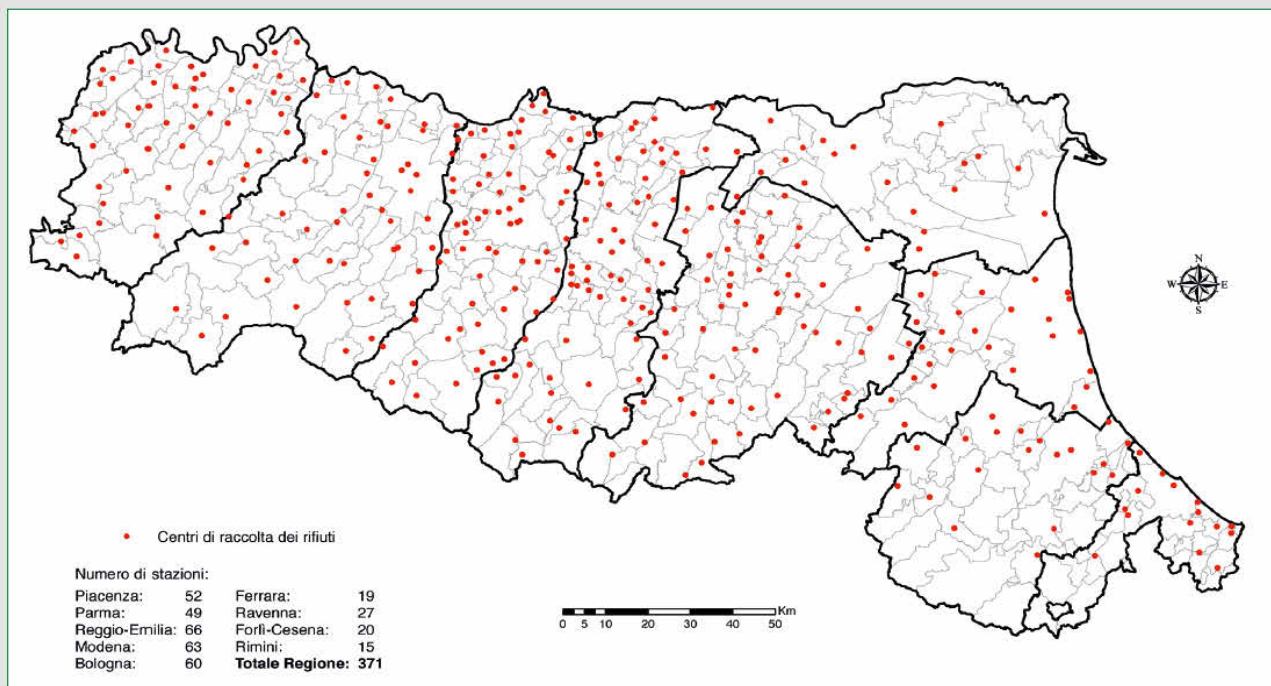 N
W E
S
Centri di raccolta dei rifiuti
Numero di stazioni:
Piacenza: 52 Ferrara: 19
Parma: 49 Ravenna: 27
Reggio-Emilia: 66 Forlì-Cesena: 20
Modena: 63 Rimini: 15
Bologna: 60 Totale Regione: 371
Km
0 5 10 20 30 40 50